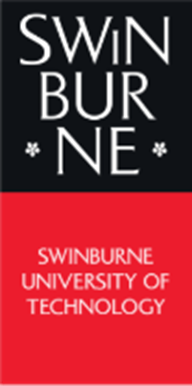 SWiN
BUR
* NE *
SWINBURNE
UNIVERSITY OF
TECHNOLOGY